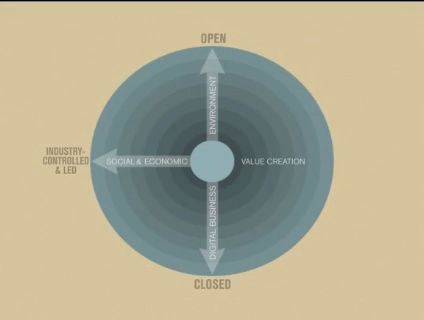 OPEN
ENVIRONMENT
INDUSTRY-
CONTROLLED
& LED
SOCIAL & ECONOMIC
VALUE CREATION
DIGITAL BUSINESS
CLOSED